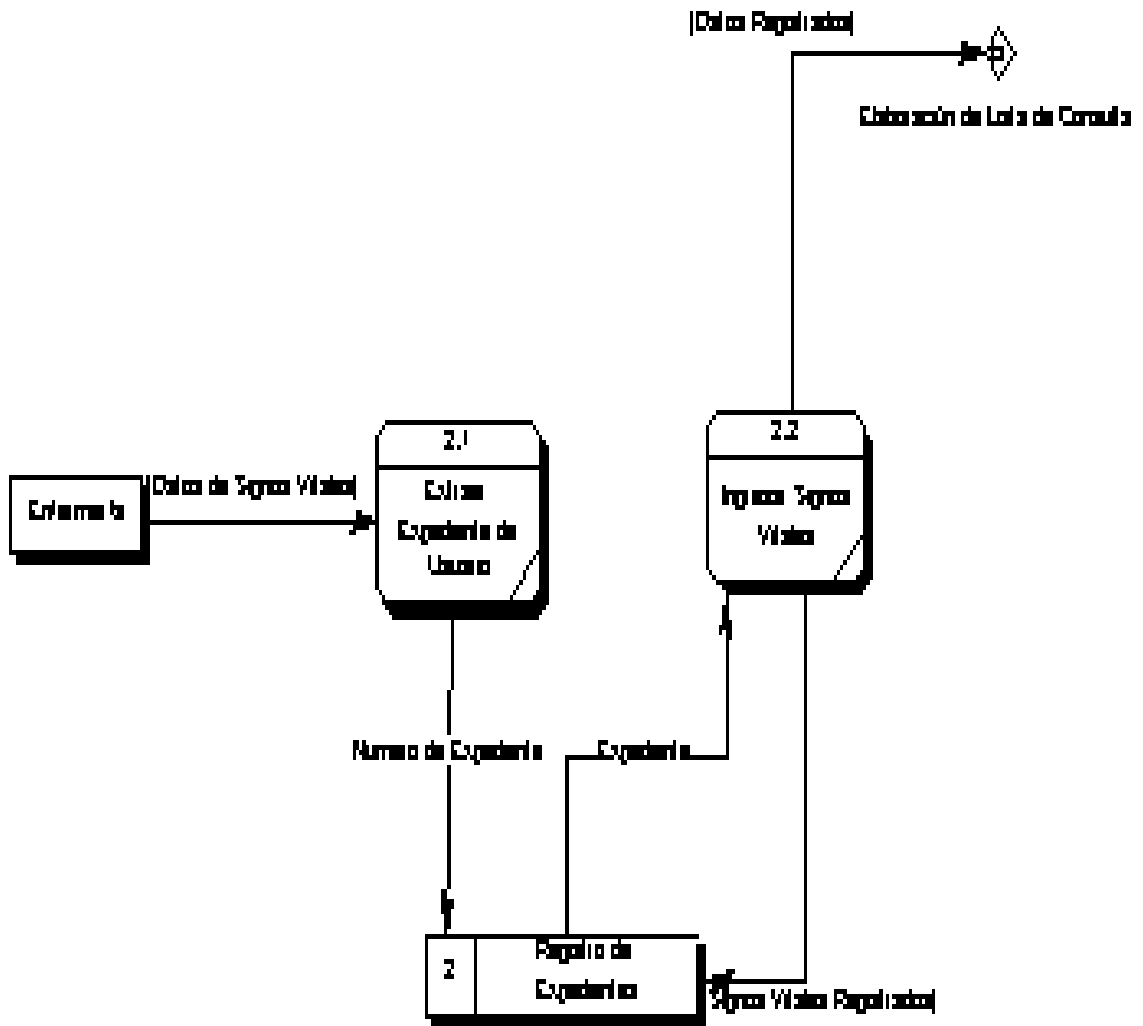 [Datos Registrados]
Elaboración de Lista de Consulta
2.1
Extraer
Expediente de
Usuario
2.2
Ingresar Signos
Vitales
Enfermería
[Datos de Signos Vitales]
Numero de Expediente
Expediente
2
Registro de
Expedientes
Signos Vitales Registrados]